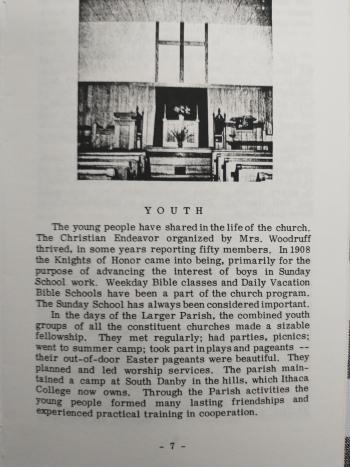 YOUTH
The young people have shared in the life of the church.
The Christian Endeavor organized by Mrs. Woodruff
thrived, in some years reporting fifty members. In 1908
the Knights of Honor came into being, primarily for the
purpose of advancing the interest of boys in Sunday
School work. Weekday Bible classes and Daily Vacation
Bible Schools have been a part of the church program.
The Sunday School has always been considered important.
In the days of the Larger Parish, the combined youth
groups of all the constituent churches made a sizable
fellowship. They met regularly; had parties, picnics;
went to summer camp; took part in plays and pageants --
their out-of-door Easter pageants were beautiful. They
planned and led worship services. The parish main-
tained a camp at South Danby in the hills, which Ithaca
College now owns. Through the Parish activities the
young people formed many lasting friendships and
experienced practical training in cooperation.
- 7 -